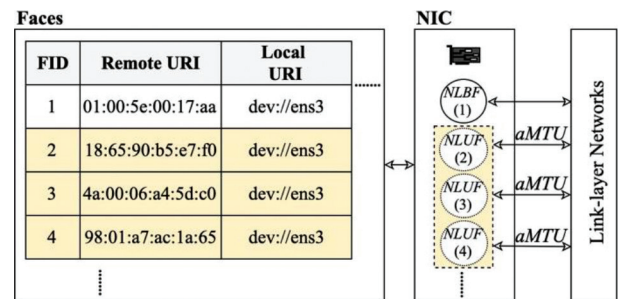 Faces
FID Remote URI Local URI
1 01:00:5e:00:17:aa dev://ens3
2 18:65:90:b5:e7:f0 dev://ens3
3 4a:00:06:a4:5d:c0 dev://ens3
4 98:01:a7:ac:1a:65 dev://ens3
NIC
NLBF
(1)
NLUF
(2)
aMTU
NLUF
(3)
aMTU
NLUF
(4)
aMTU
Link-layer Networks